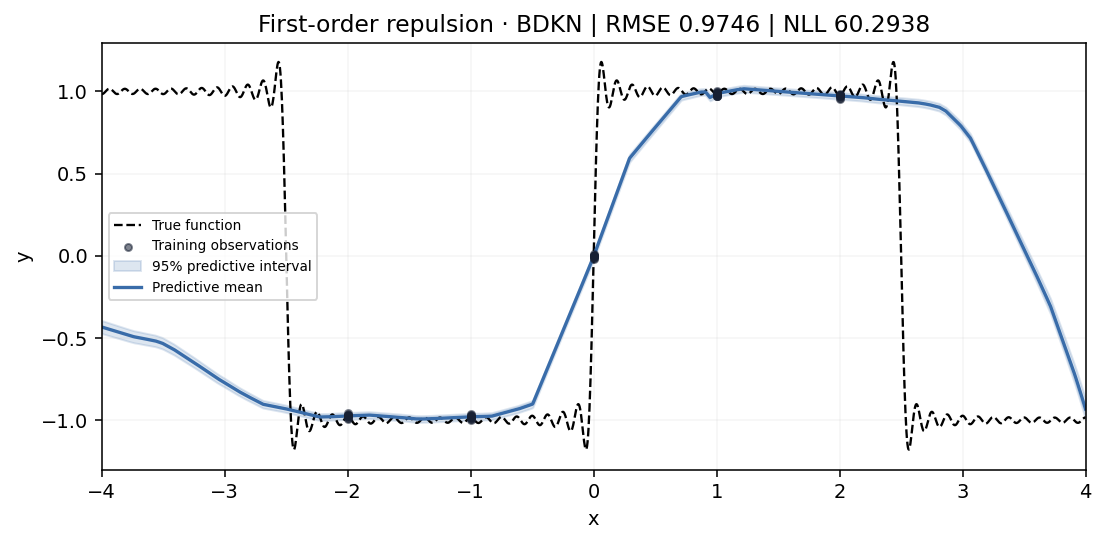 First-order repulsion · BDKN | RMSE 0.9746 | NLL 60.2938
1.0
0.5
0.0
−0.5
−1.0
y
True function
Training observations
95% predictive interval
Predictive mean
−4 −3 −2 −1 0 1 2 3 4
x